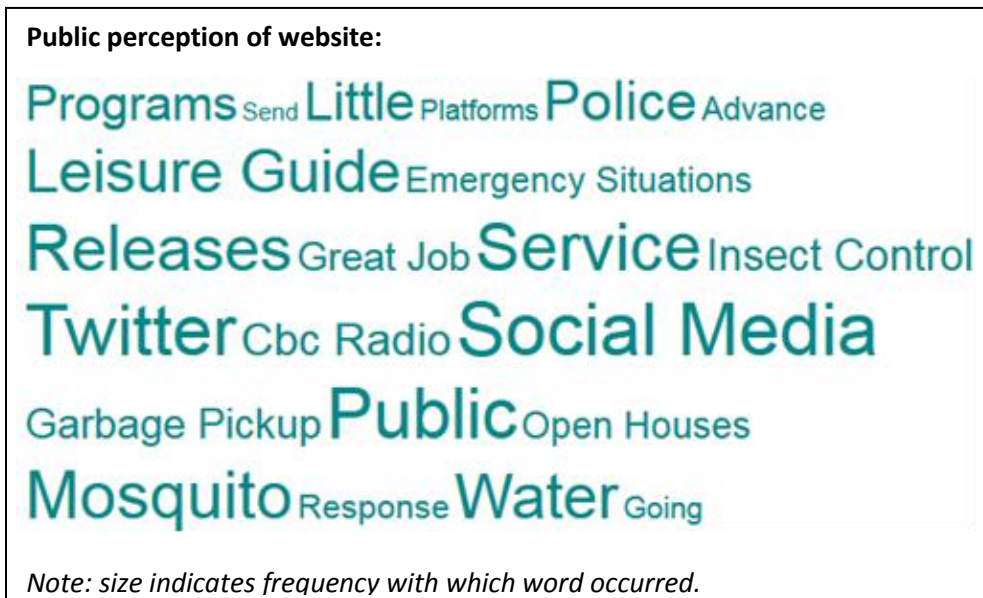 Public perception of website:
Programs Send Little Platforms Police Advance
Leisure Guide Emergency Situations
Releases Great Job Service Insect Control
Twitter Cbc Radio Social Media
Garbage Pickup Public Open Houses
Mosquito Response Water Going
Note: size indicates frequency with which word occurred.